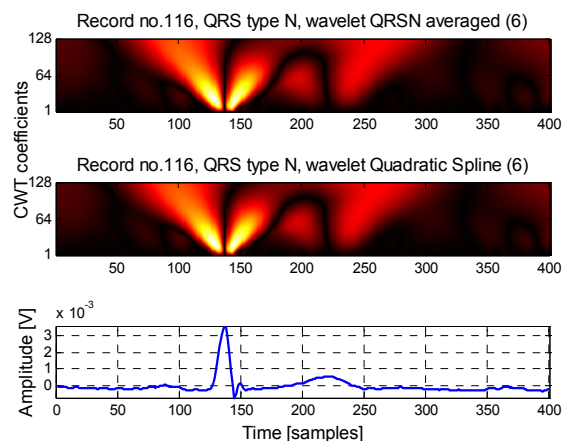 Record no.116, QRS type N, wavelet QRSN averaged (6)
128
64
1
50 100 150 200 250 300 350 400
CWT coefficients
Record no.116, QRS type N, wavelet Quadratic Spline (6)
128
64
1
50 100 150 200 250 300 350 400
x 10^-3
3
2
1
0
Amplitude [V]
0 50 100 150 200 250 300 350 400
Time [samples]